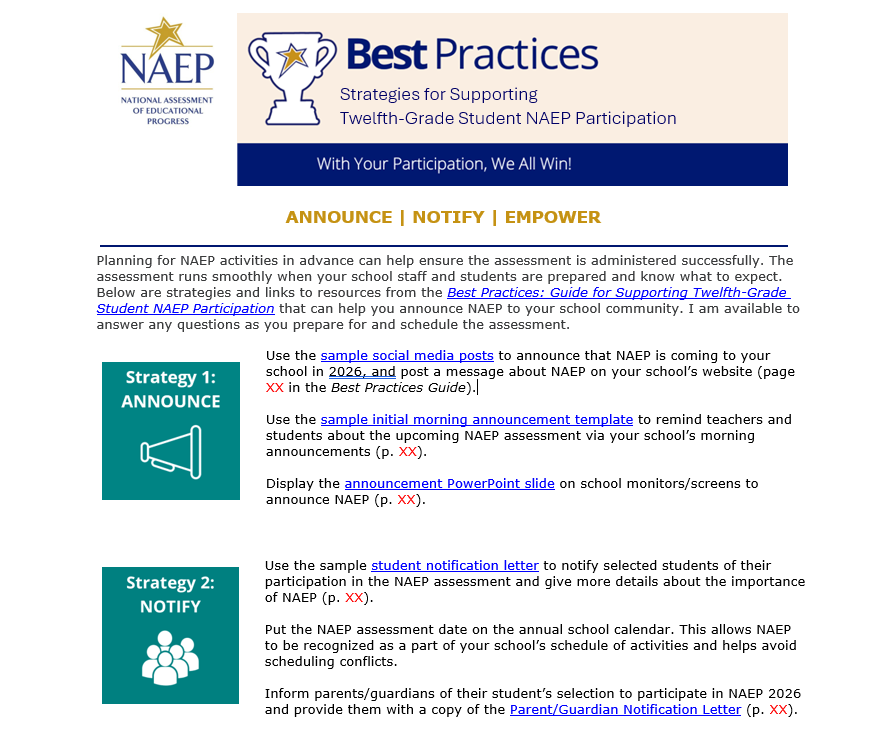 NAEP
NATIONAL ASSESSMENT
OF EDUCATIONAL
PROGRESS
Best Practices
Strategies for Supporting
Twelfth-Grade Student NAEP Participation
With Your Participation, We All Win!
ANNOUNCE | NOTIFY | EMPOWER
Planning for NAEP activities in advance can help ensure the assessment is administered successfully. The
assessment runs smoothly when your school staff and students are prepared and know what to expect.
Below are strategies and links to resources from the Best Practices: Guide for Supporting Twelfth-Grade
Student NAEP Participation that can help you announce NAEP to your school community. I am available to
answer any questions as you prepare for and schedule the assessment.
Strategy 1:
ANNOUNCE
Use the sample social media posts to announce that NAEP is coming to your
school in 2026, and post a message about NAEP on your school’s website (page
XX in the Best Practices Guide).
Use the sample initial morning announcement template to remind teachers and
students about the upcoming NAEP assessment via your school’s morning
announcements (p. XX).
Display the announcement PowerPoint slide on school monitors/screens to
announce NAEP (p. XX).
Strategy 2:
NOTIFY
Use the sample student notification letter to notify selected students of their
participation in the NAEP assessment and give more details about the importance
of NAEP (p. XX).
Put the NAEP assessment date on the annual school calendar. This allows NAEP
to be recognized as a part of your school’s schedule of activities and helps avoid
scheduling conflicts.
Inform parents/guardians of their student’s selection to participate in NAEP 2026
and provide them with a copy of the Parent/Guardian Notification Letter (p. XX).